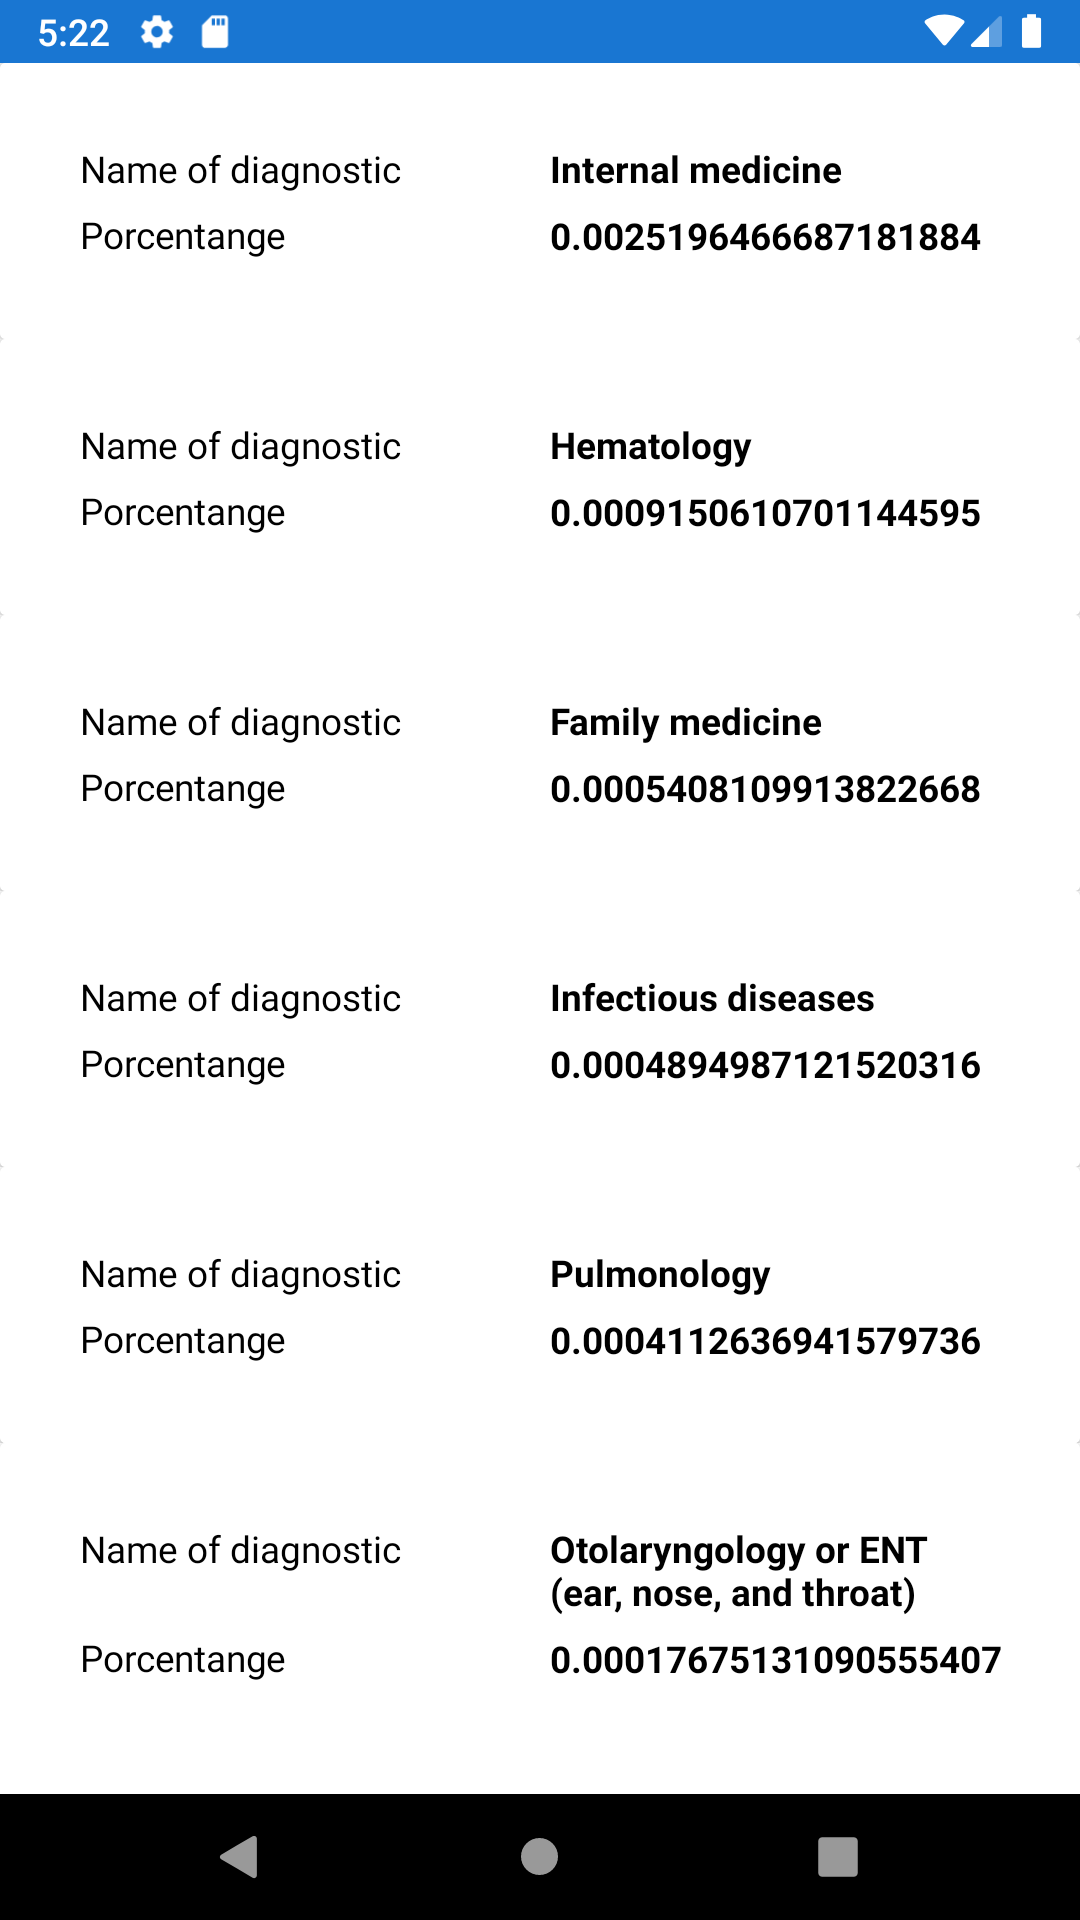 5:22
Name of diagnostic Internal medicine
Porcentange 0.0025196466687181884
Name of diagnostic Hematology
Porcentange 0.0009150610701144595
Name of diagnostic Family medicine
Porcentange 0.0005408109913822668
Name of diagnostic Infectious diseases
Porcentange 0.0004894987121520316
Name of diagnostic Pulmonology
Porcentange 0.0004112636941579736
Name of diagnostic Otolaryngology or ENT
(ear, nose, and throat)
Porcentange 0.00017675131090555407